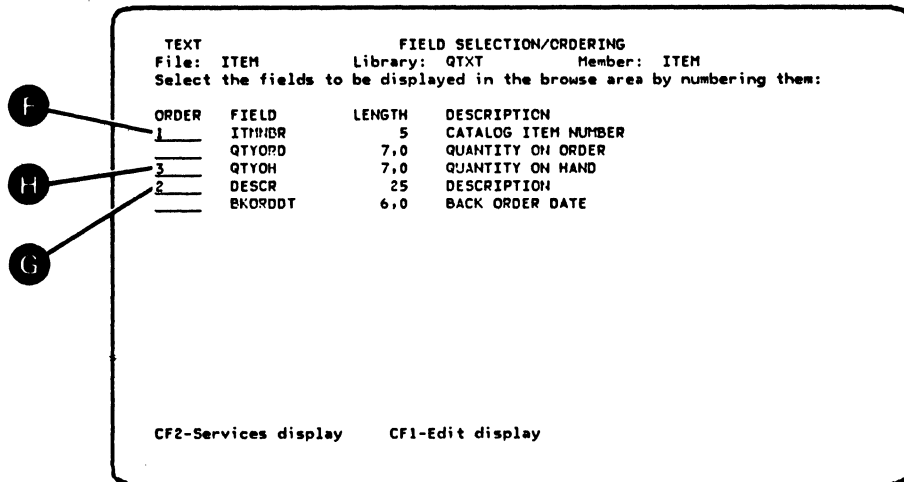 TEXT FIELD SELECTION/ORDERING
File: ITEM Library: QTXT Member: ITEM
Select the fields to be displayed in the browse area by numbering them:
ORDER FIELD LENGTH DESCRIPTION
F
1 ITMNBR 5 CATALOG ITEM NUMBER
QTYORD 7,0 QUANTITY ON ORDER
3 QTYOH 7,0 QUANTITY ON HAND
H
2 DESCR 25 DESCRIPTION
BKORDDT 6,0 BACK ORDER DATE
G
CF2-Services display CF1-Edit display